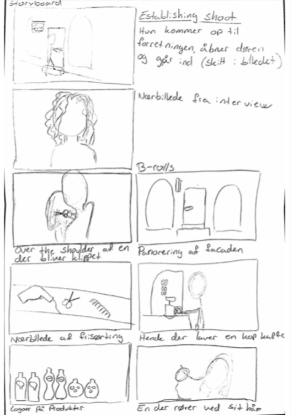 Storyboard
Establishing shoot
Hun kommer op til
forretningen, åbner døren
og går ind (skilt i billedet)
Nærbillede fra interview
B-rolls
Over the shoulder af en
der bliver klippet
Panorering af facaden
Nærbillede af frisørting
Hende der laver en kop kaffe
Logoer på Produkter
En der rører ved sit hår